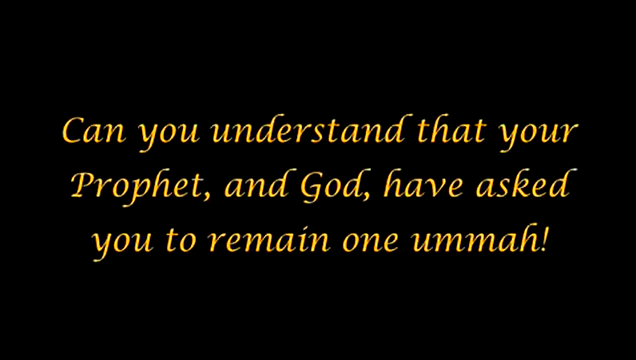 Can you understand that your
Prophet, and God, have asked
you to remain one ummah!